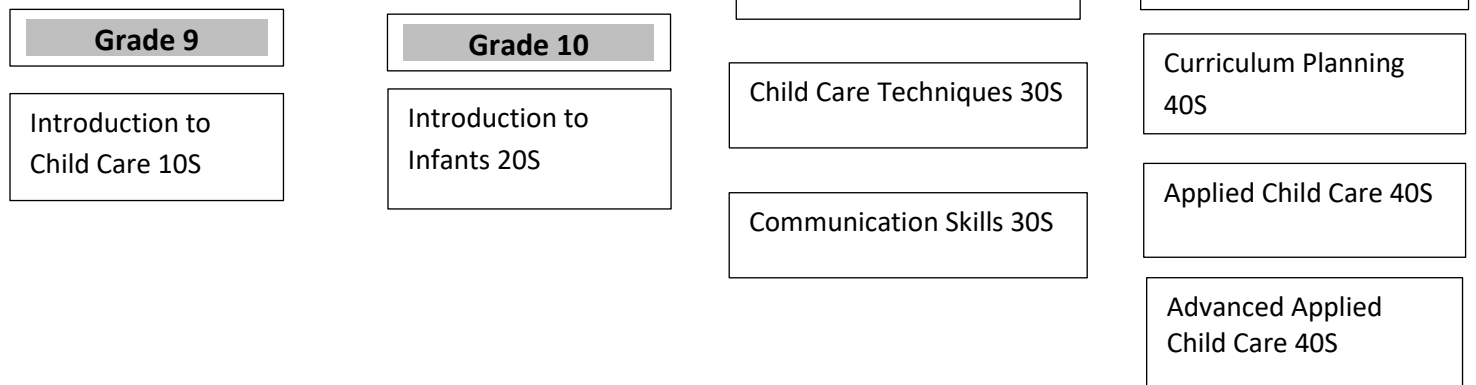 Grade 9
Introduction to
Child Care 10S
Grade 10
Introduction to
Infants 20S
Child Care Techniques 30S
Communication Skills 30S
Curriculum Planning
40S
Applied Child Care 40S
Advanced Applied
Child Care 40S